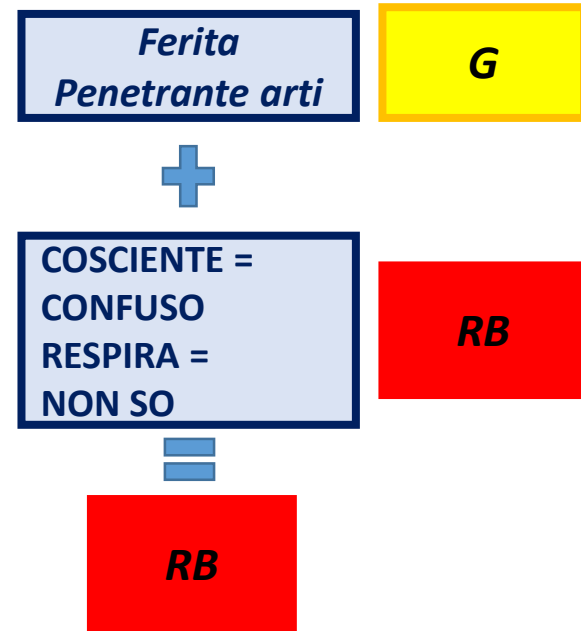 Ferita
Penetrante arti
G
COSCIENTE =
CONFUSO
RESPIRA =
NON SO
RB
RB